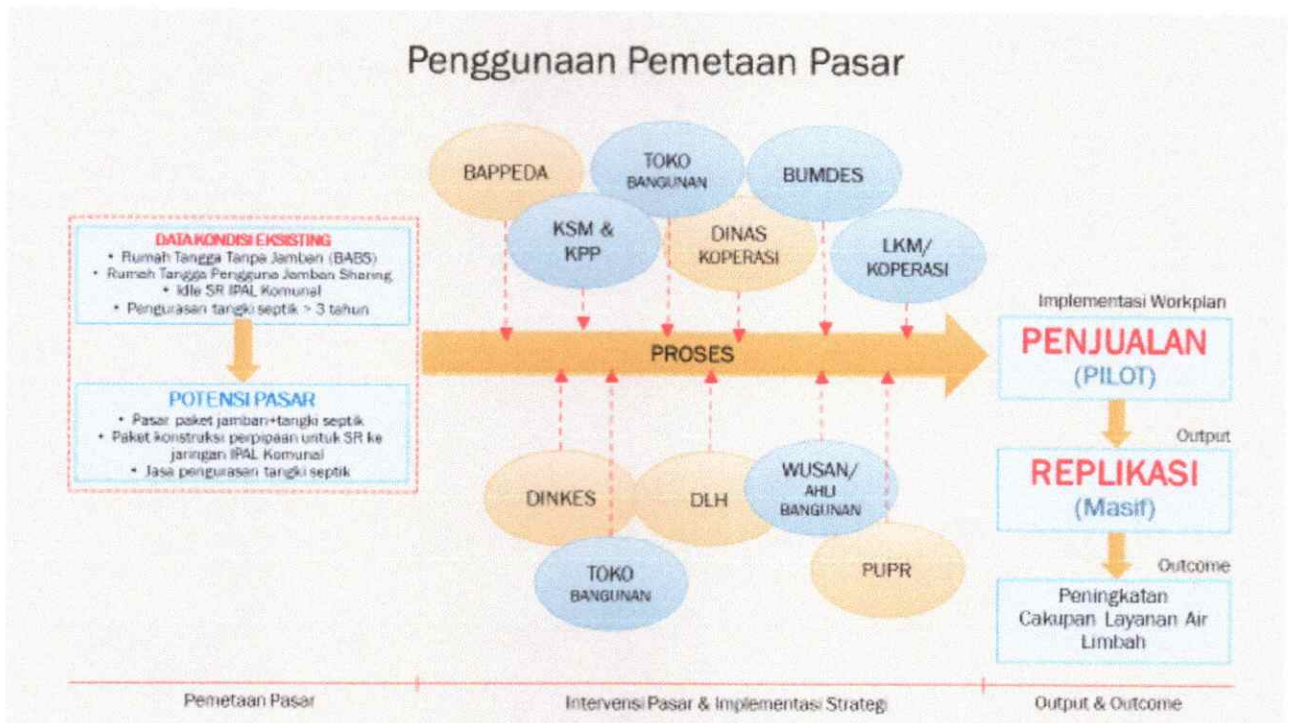 Penggunaan Pemetaan Pasar
DATA KONDISI EKSISTING
• Rumah Tangga Tanpa Jamban (BABS)
• Rumah Tangga Pengguna Jamban Sharing
• Idle SR IPAL Komunal
• Pengurasan tangki septik > 3 tahun
POTENSI PASAR
• Pasar paket jamban+tangki septik
• Paket konstruksi perpipaan untuk SR ke
jaringan IPAL Komunal
• Jasa pengurasan tangki septik
BAPPEDA
KSM &
KPP
TOKO
BANGUNAN
DINAS
KOPERASI
BUMDES
LKM/
KOPERASI
PROSES
DINKES
TOKO
BANGUNAN
DLH
WUSAN/
AHLI
BANGUNAN
PUPR
Implementasi Workplan
PENJUALAN
(PILOT)
Output
REPLIKASI
(Masif)
Outcome
Peningkatan
Cakupan Layanan Air
Limbah
Pemetaan Pasar
Intervensi Pasar & Implementasi Strategi
Output & Outcome